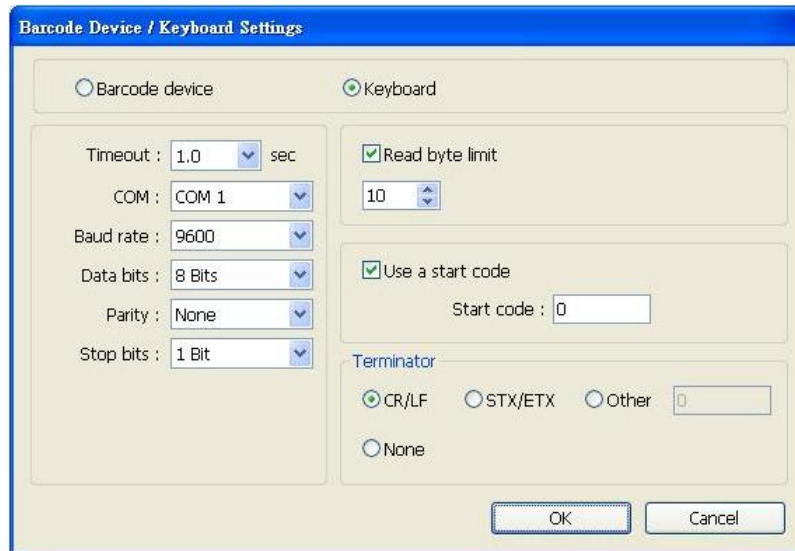 Barcode Device / Keyboard Settings
Barcode device
Keyboard
Timeout : 1.0 sec
COM : COM 1
Baud rate : 9600
Data bits : 8 Bits
Parity : None
Stop bits : 1 Bit
Read byte limit
10
Use a start code
Start code : 0
Terminator
CR/LF STX/ETX Other 0
None
OK Cancel